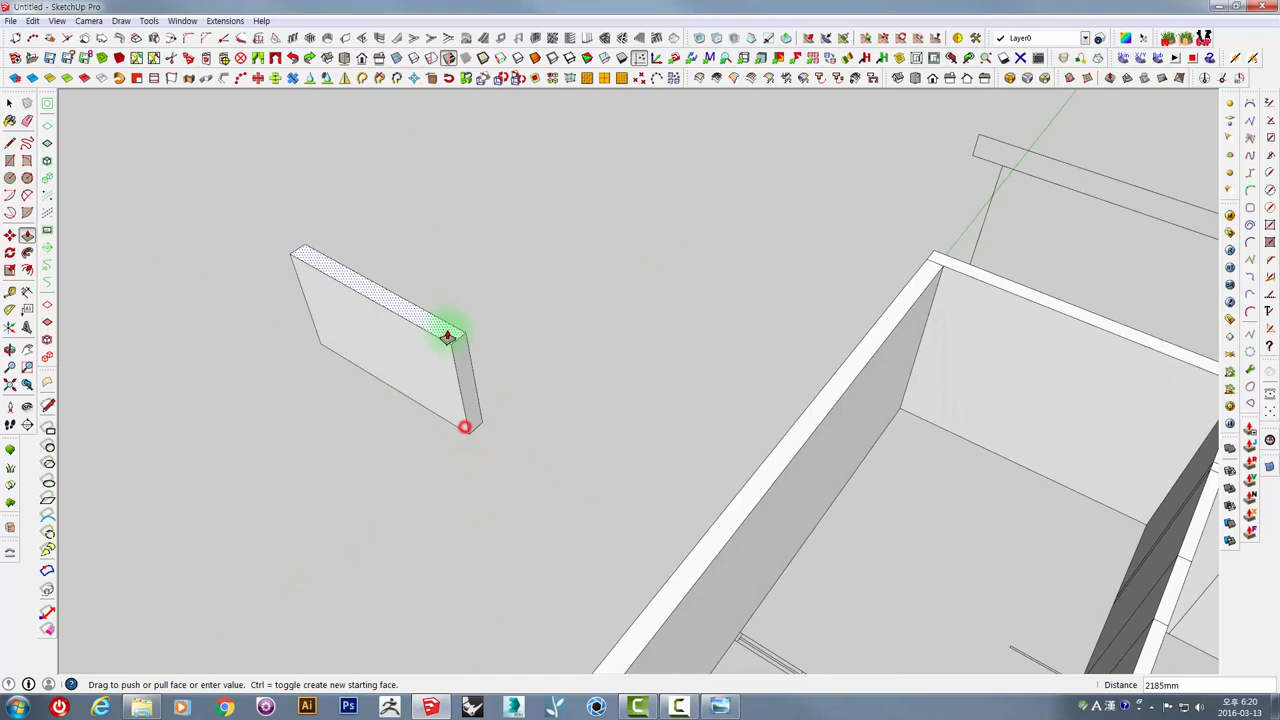 Untitled - SketchUp Pro
File Edit View Camera Draw Tools Window Extensions Help
Layer0
Drag to push or pull face or enter value. Ctrl = toggle create new starting face.
Distance 2185mm
오후 6:20
2016-03-13